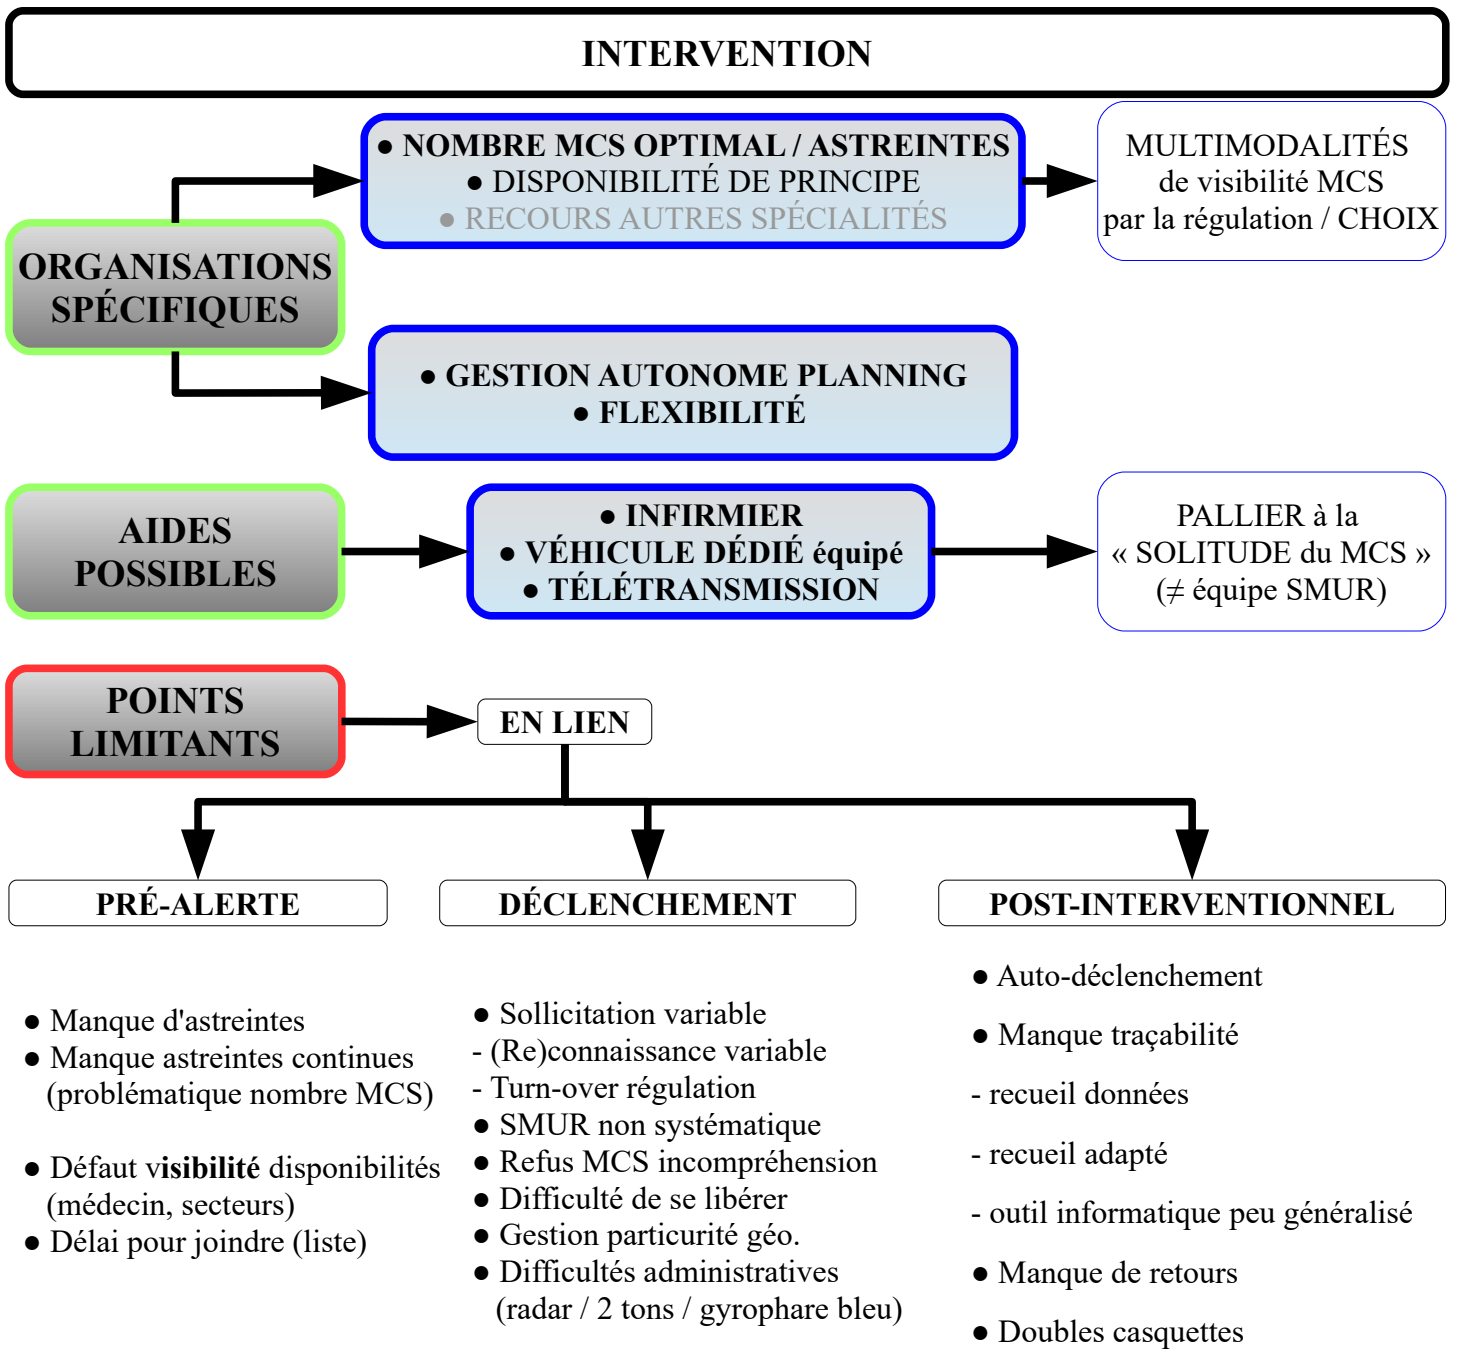 INTERVENTION
● NOMBRE MCS OPTIMAL / ASTREINTES
● DISPONIBILITÉ DE PRINCIPE
● RECOURS AUTRES SPÉCIALITÉS
MULTIMODALITÉS
de visibilité MCS
par la régulation / CHOIX
ORGANISATIONS
SPÉCIFIQUES
● GESTION AUTONOME PLANNING
● FLEXIBILITÉ
AIDES
POSSIBLES
● INFIRMIER
● VÉHICULE DÉDIÉ équipé
● TÉLÉTRANSMISSION
PALLIER à la
« SOLITUDE du MCS »
(≠ équipe SMUR)
POINTS
LIMITANTS
EN LIEN
PRÉ-ALERTE
● Manque d'astreintes
● Manque astreintes continues
(problématique nombre MCS)
● Défaut visibilité disponibilités
(médecin, secteurs)
● Délai pour joindre (liste)
DÉCLENCHEMENT
● Sollicitation variable
- (Re)connaissance variable
- Turn-over régulation
● SMUR non systématique
● Refus MCS incompréhension
● Difficulté de se libérer
● Gestion particurité géo.
● Difficultés administratives
(radar / 2 tons / gyrophare bleu)
POST-INTERVENTIONNEL
● Auto-déclenchement
● Manque traçabilité
- recueil données
- recueil adapté
- outil informatique peu généralisé
● Manque de retours
● Doubles casquettes